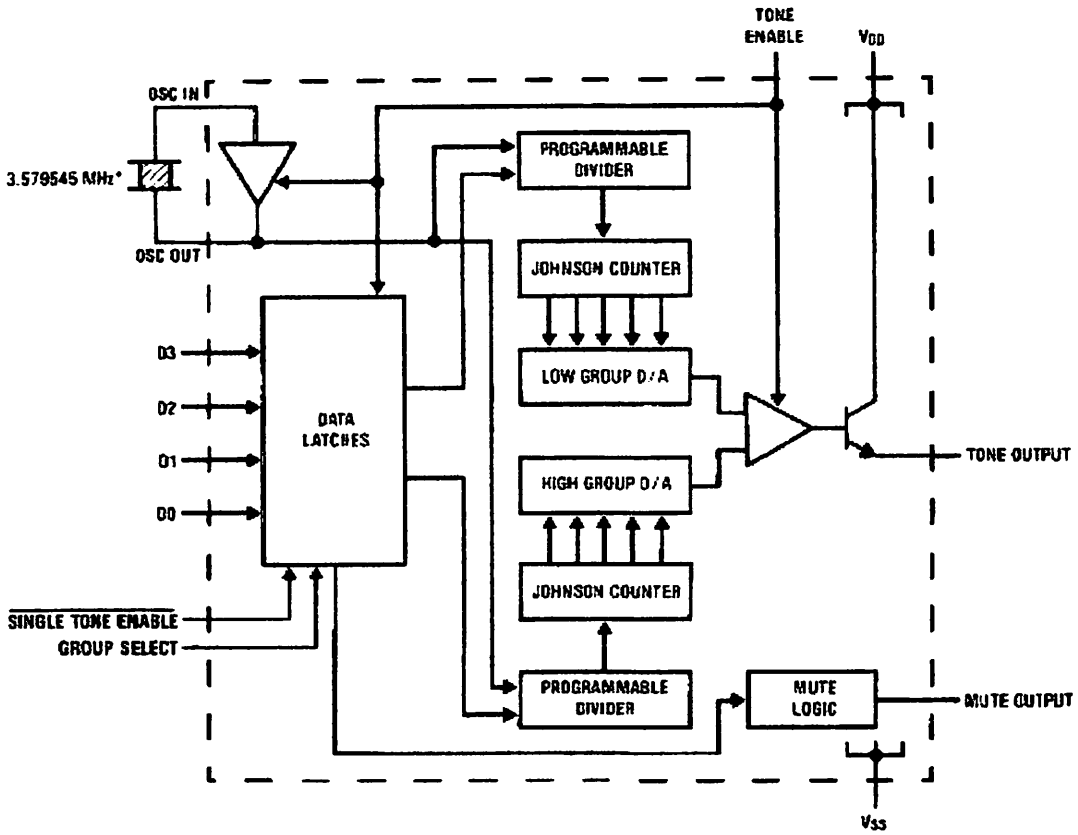 TONE
ENABLE
VDD
OSC IN
3.579545 MHz*
OSC OUT
PROGRAMMABLE
DIVIDER
JOHNSON COUNTER
LOW GROUP D/A
D3
D2
D1
D0
DATA
LATCHES
HIGH GROUP D/A
TONE OUTPUT
JOHNSON COUNTER
SINGLE TONE ENABLE
GROUP SELECT
PROGRAMMABLE
DIVIDER
MUTE
LOGIC
MUTE OUTPUT
VSS